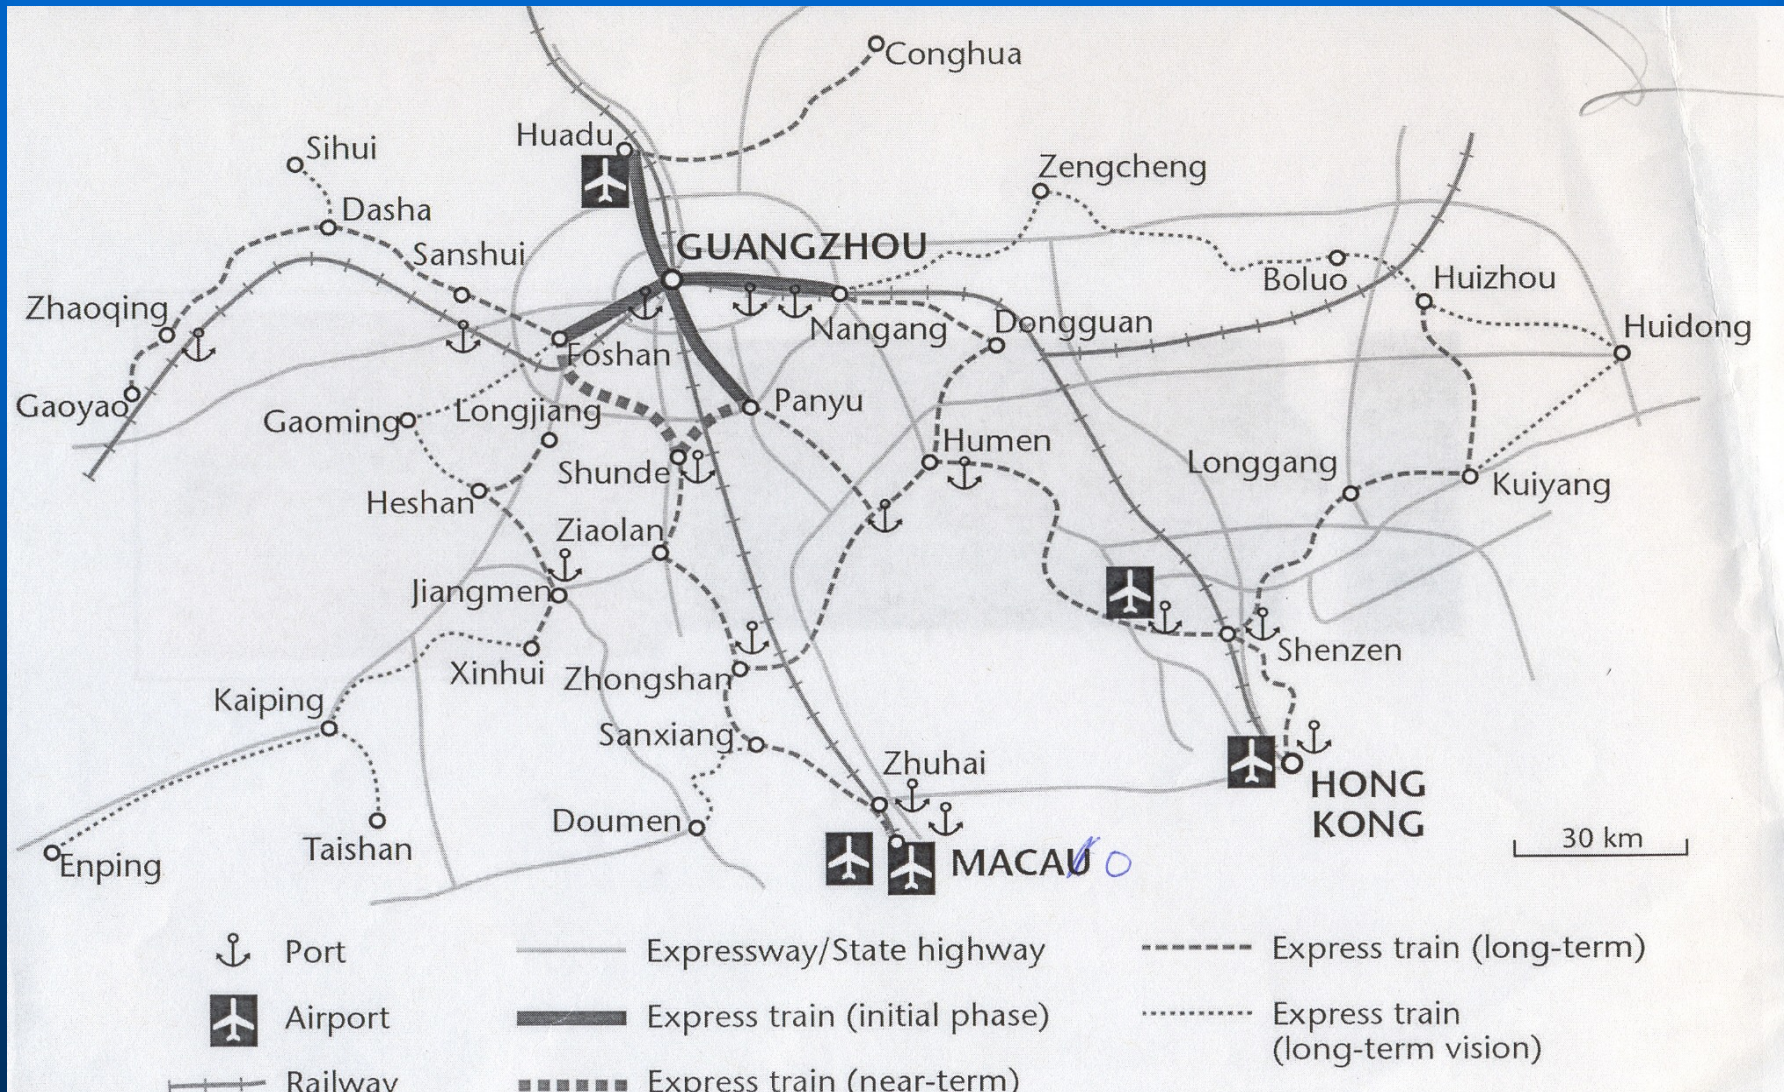 Conghua
Huadu
Sihui
Zengcheng
Dasha
GUANGZHOU
Sanshui
Boluo
Huizhou
Zhaoqing
Nangang
Dongguan
Huidong
Foshan
Gaoyao
Gaoming
Longjiang
Panyu
Humen
Shunde
Longgang
Kuiyang
Heshan
Ziaolan
Jiangmen
Shenzen
Xinhui
Zhongshan
Kaiping
Sanxiang
Zhuhai
HONG
KONG
Doumen
Taishan
30 km
Enping
MACAU O
Port
Expressway/State highway
Express train (long-term)
Airport
Express train (initial phase)
Express train
(long-term vision)
Railway
Express train (near-term)